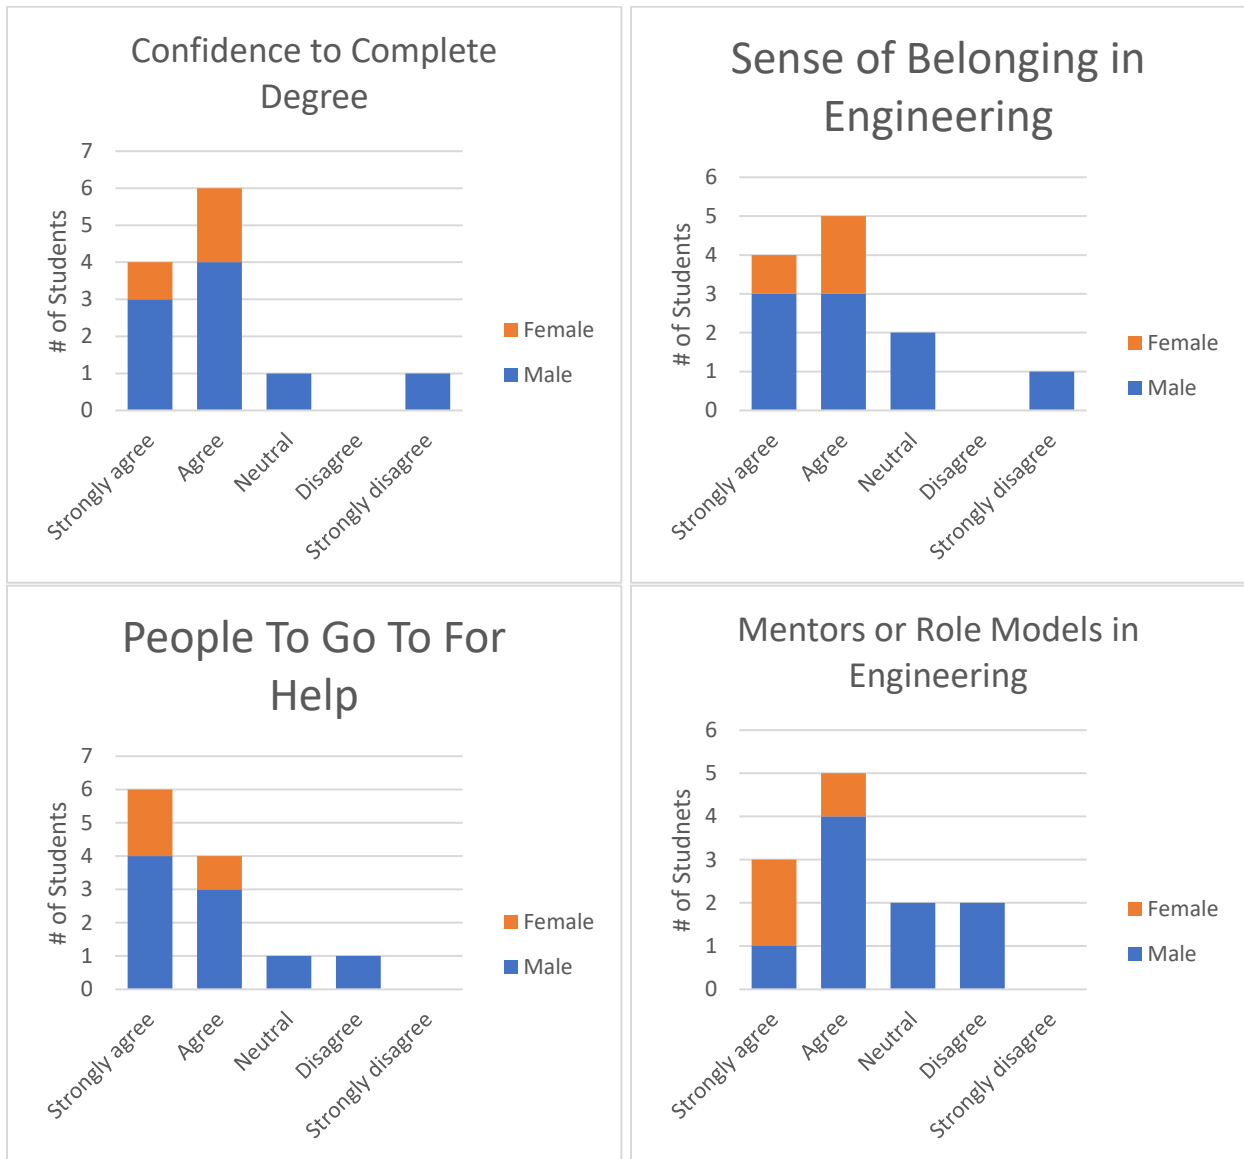 Confidence to Complete
Degree
7
6
5
4
3
2
1
0
# of Students
Strongly agree
Agree
Neutral
Disagree
Strongly disagree
Female
Male
Sense of Belonging in
Engineering
6
5
4
3
2
1
0
# of Students
Strongly agree
Agree
Neutral
Disagree
Strongly disagree
Female
Male
People To Go To For
Help
7
6
5
4
3
2
1
0
# of Students
Strongly agree
Agree
Neutral
Disagree
Strongly disagree
Female
Male
Mentors or Role Models in
Engineering
6
5
4
3
2
1
0
# of Studnets
Strongly agree
Agree
Neutral
Disagree
Strongly disagree
Female
Male